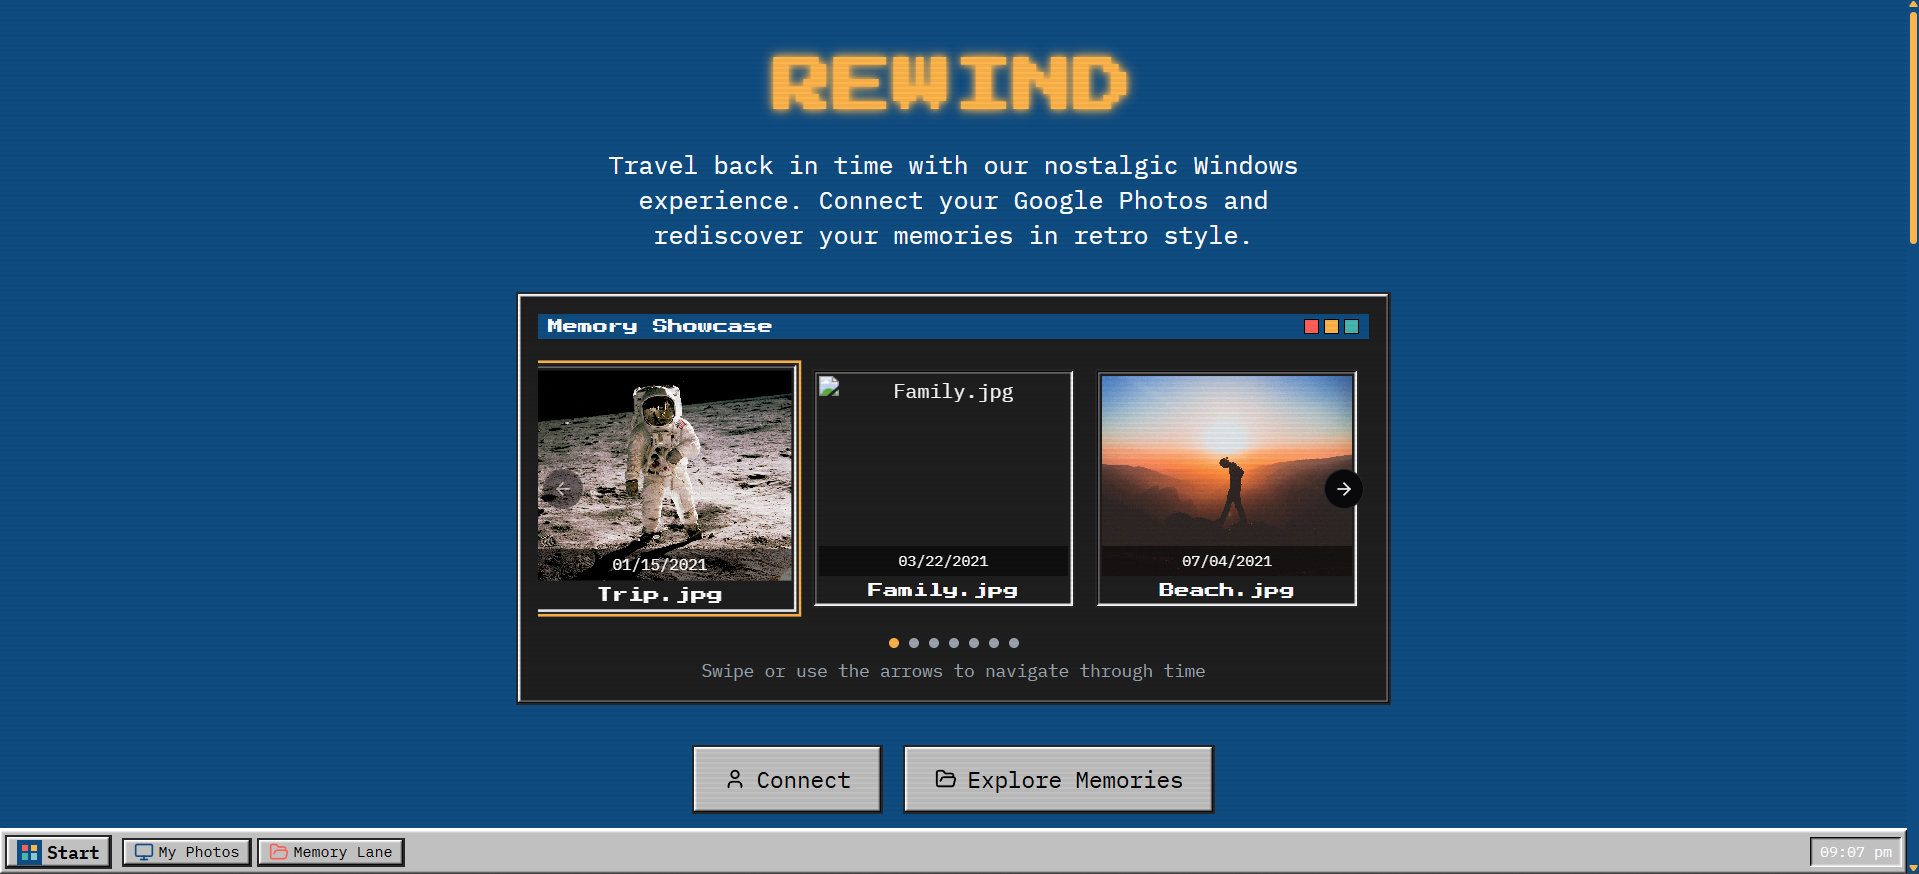 REWIND
Travel back in time with our nostalgic Windows
experience. Connect your Google Photos and
rediscover your memories in retro style.
Memory Showcase
01/15/2021
Trip.jpg
Family.jpg
03/22/2021
Family.jpg
07/04/2021
Beach.jpg
Swipe or use the arrows to navigate through time
Connect
Explore Memories
Start
My Photos
Memory Lane
09:07 pm